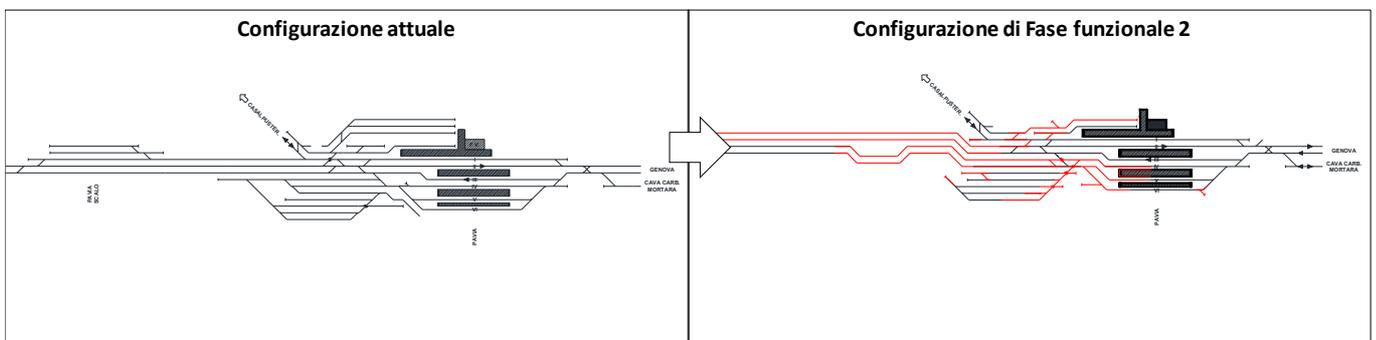 Configurazione attuale
CASALPUSTER.
F.V.
GENOVA
CAVA CARB.
MORTARA
PAVIA
SCALO
PAVIA
Configurazione di Fase funzionale 2
CASALPUSTER.
GENOVA
CAVA CARB.
MORTARA
PAVIA